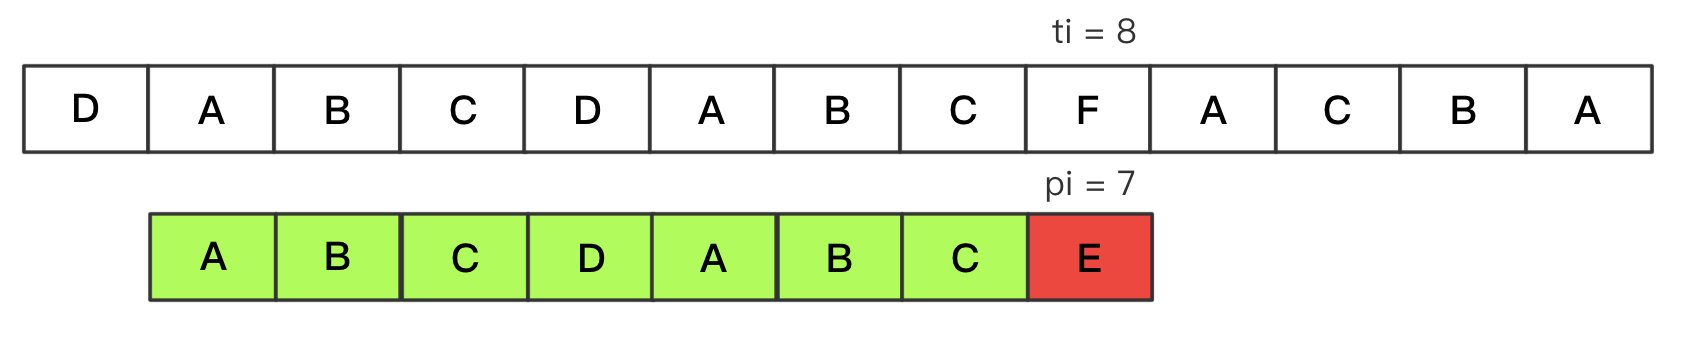 ti = 8
D A B C D A B C F A C B A
pi = 7
A B C D A B C E